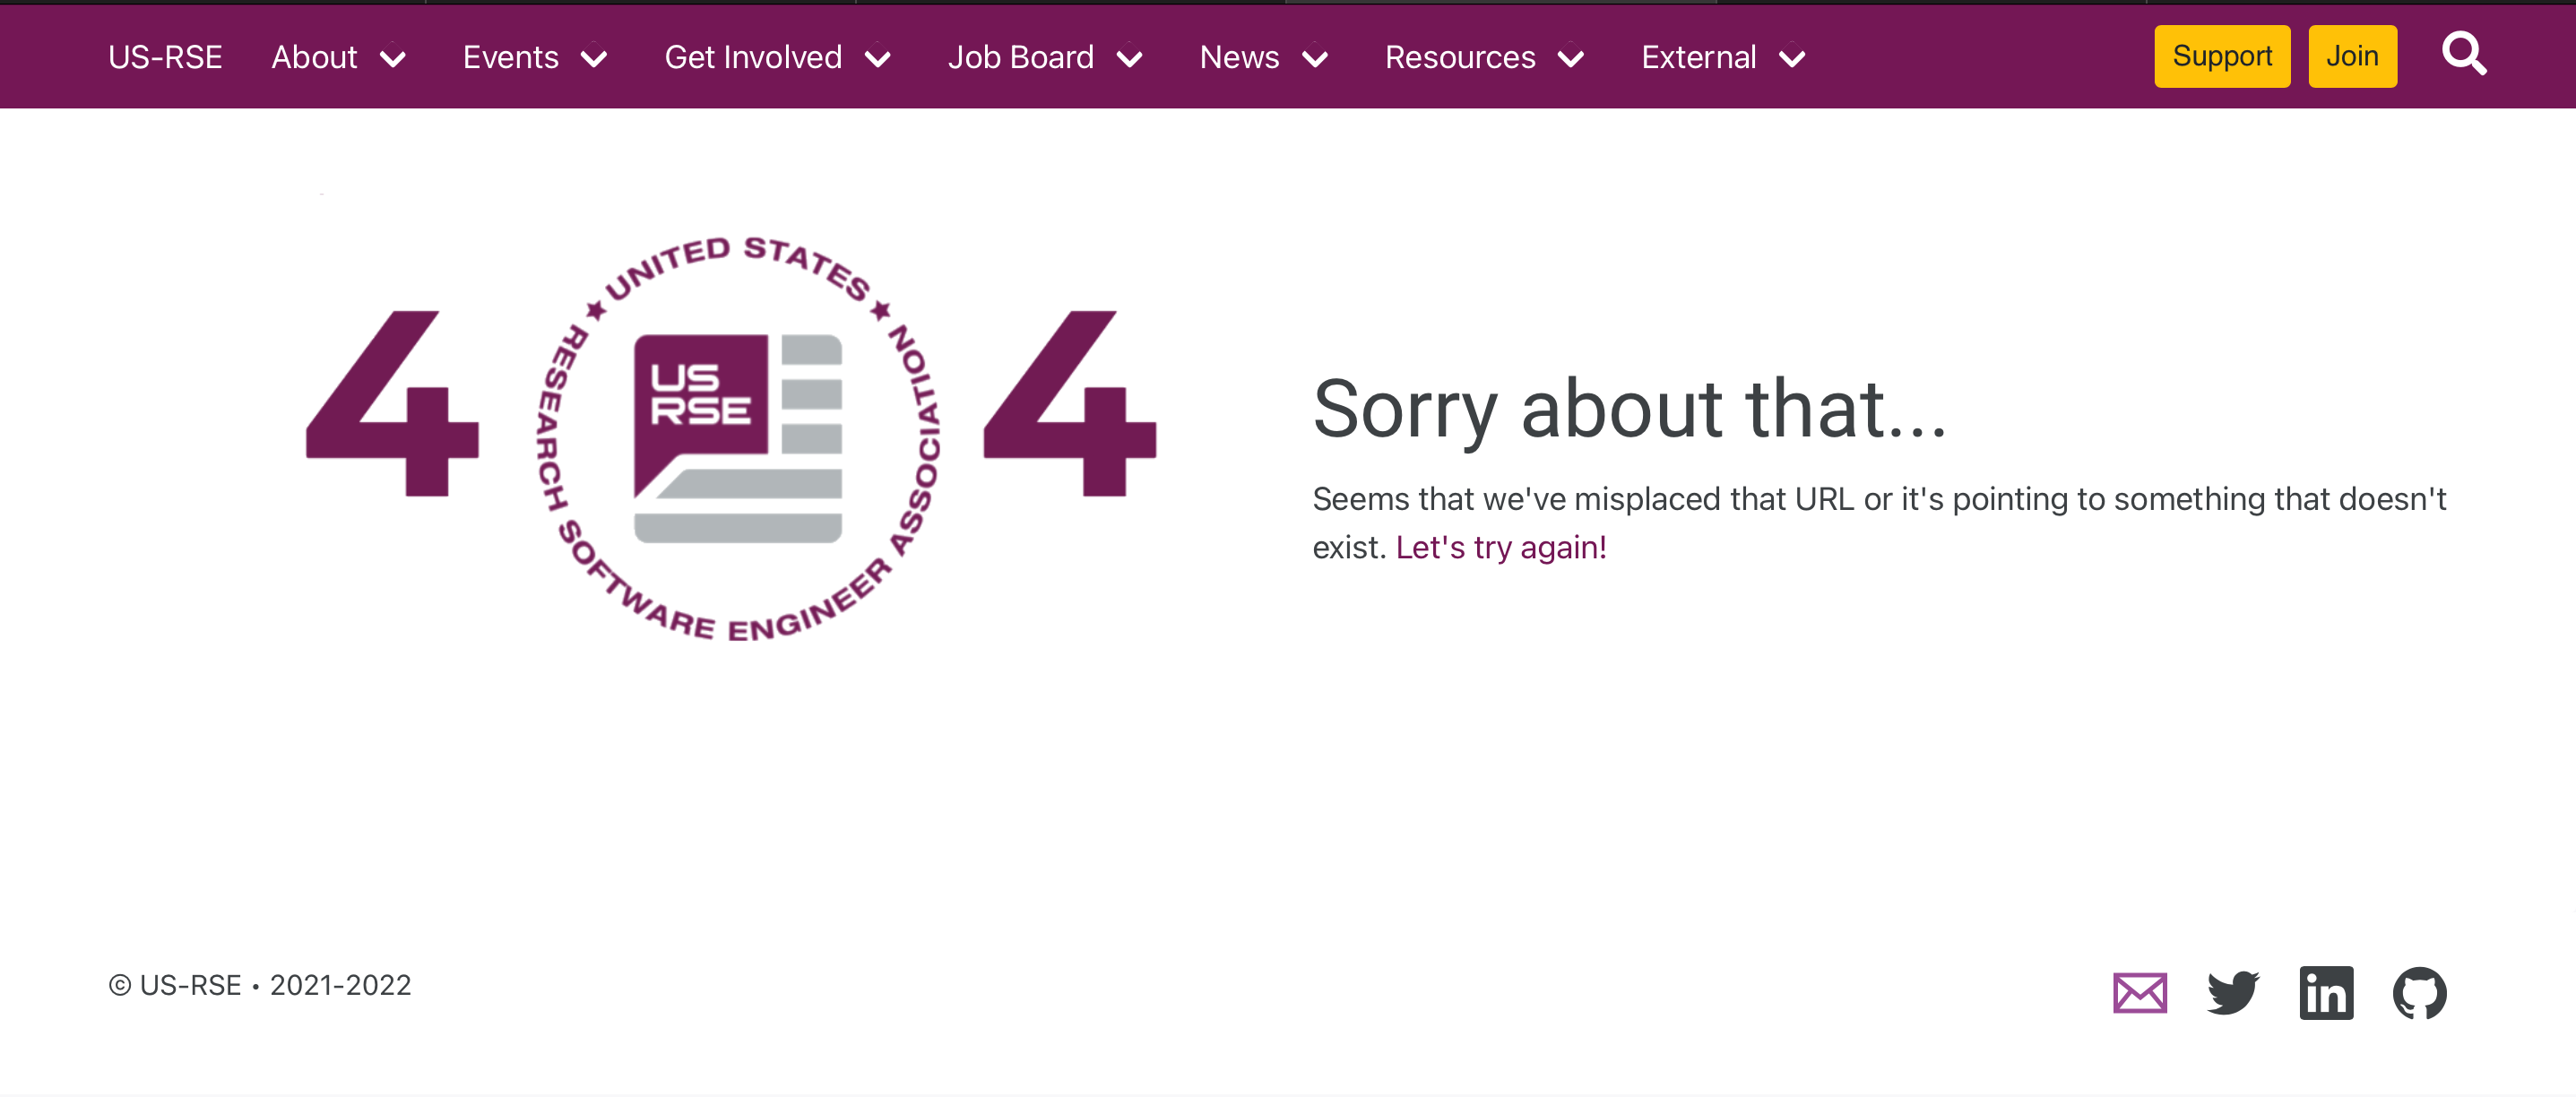 US-RSE About Events Get Involved Job Board News Resources External Support Join
4 4
UNITED STATES
RESEARCH SOFTWARE ENGINEER ASSOCIATION
US
RSE
Sorry about that...
Seems that we've misplaced that URL or it's pointing to something that doesn't
exist. Let's try again!
© US-RSE • 2021-2022
in